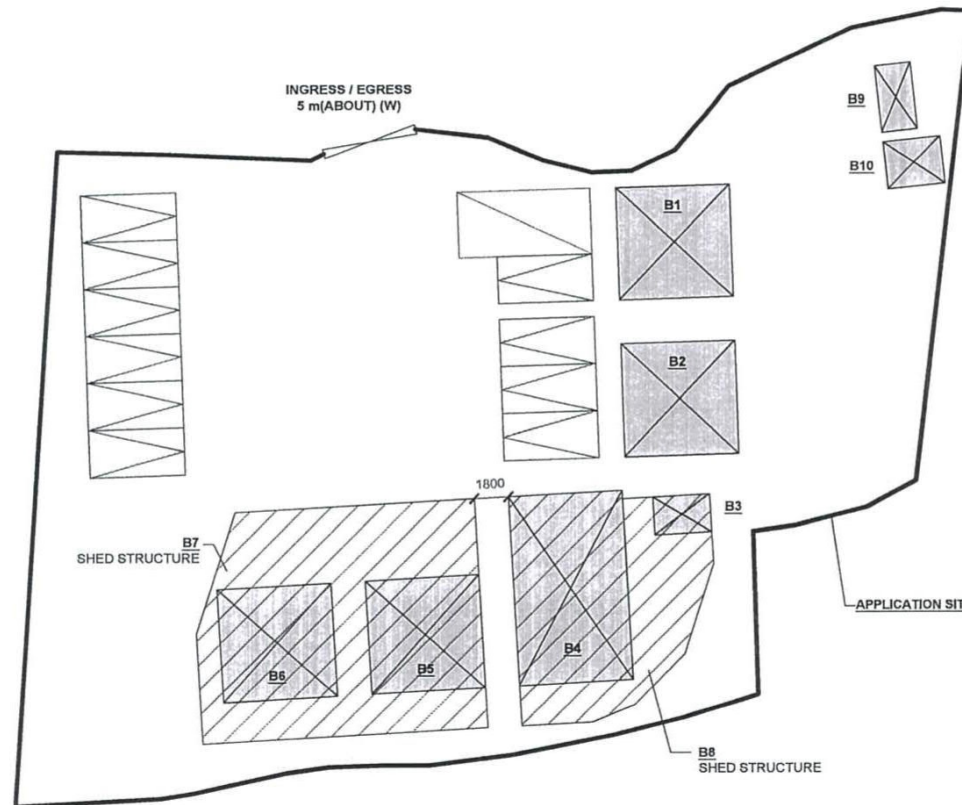 INGRESS / EGRESS
5 m(ABOUT) (W)
B9
B10
B1
B2
1800
B3
B7
SHED STRUCTURE
APPLICATION SIT
B6
B5
B4
B8
SHED STRUCTURE